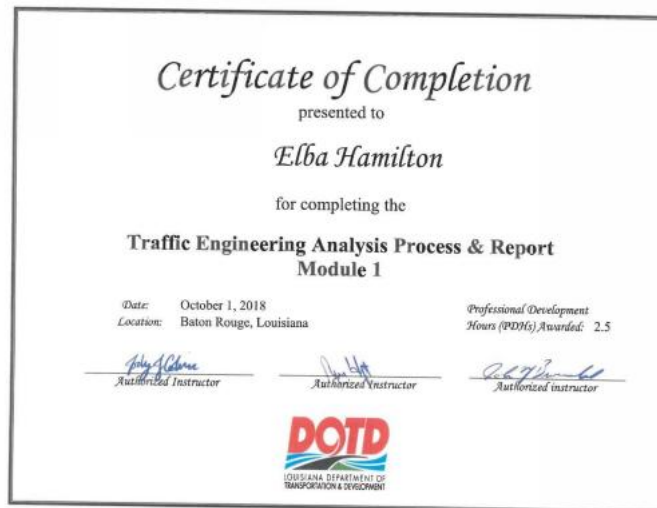 Certificate of Completion
presented to
Elba Hamilton
for completing the
Traffic Engineering Analysis Process & Report
Module 1
Date: October 1, 2018
Location: Baton Rouge, Louisiana
Professional Development
Hours (PDHs) Awarded: 2.5
Authorized Instructor
Authorized Instructor
Authorized instructor
DOTD
LOUISIANA DEPARTMENT OF
TRANSPORTATION & DEVELOPMENT